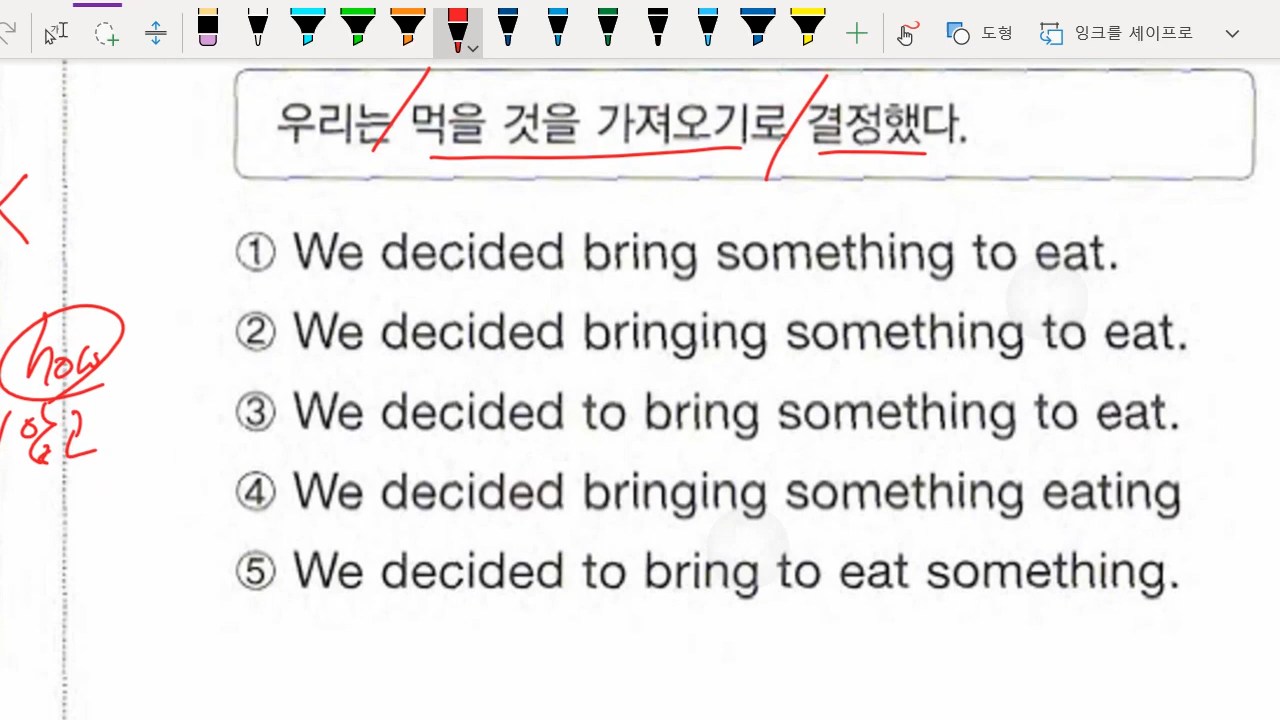 도형
잉크를 셰이프로
우리는 먹을 것을 가져오기로 결정했다.
① We decided bring something to eat.
② We decided bringing something to eat.
how
③ We decided to bring something to eat.
④ We decided bringing something eating
⑤ We decided to bring to eat something.